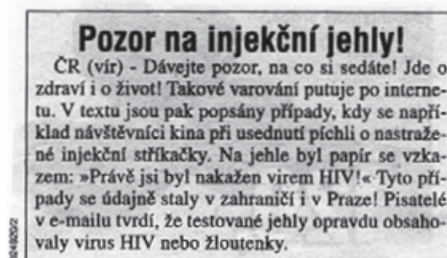 Pozor na injekční jehly!
ČR (vír) - Dávejte pozor, na co si sedáte! Jde o
zdraví i o život! Takové varování putuje po interne-
tu. V textu jsou pak popsány případy, kdy se napří-
klad návštěvníci kina při usednutí píchli o nastraže-
né injekční stříkačky. Na jehle byl papír se vzka-
zem: »Právě jsi byl nakažen virem HIV!« Tyto pří-
pady se údajně staly v zahraničí i v Praze! Pisatelé
v e-mailu tvrdí, že testované jehly opravdu obsaho-
valy virus HIV nebo žloutenky.